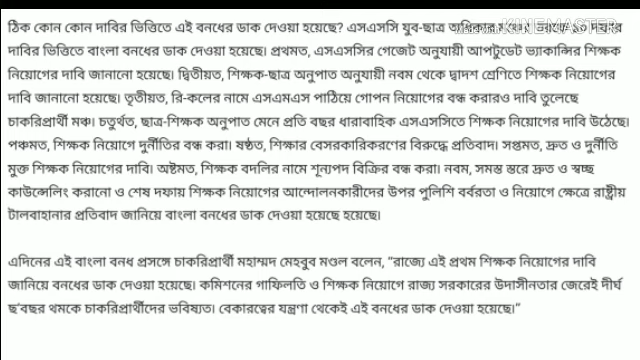 ঠিক কোন কোন দাবির ভিত্তিতে এই বনধের ডাক দেওয়া হয়েছে? এসএসসি যুব-ছাত্র অধিকার
MADE WITH KINEMASTER
দাবির ভিত্তিতে বাংলা বনধের ডাক দেওয়া হয়েছে। প্রথমত, এসএসসির গেজেট অনুযায়ী আপটুডেট ভ্যাকান্সির শিক্ষক
নিয়োগের দাবি জানানো হয়েছে। দ্বিতীয়ত, শিক্ষক-ছাত্র অনুপাত অনুযায়ী নবম থেকে দ্বাদশ শ্রেণিতে শিক্ষক নিয়োগের
দাবি জানানো হয়েছে। তৃতীয়ত, রি-কলের নামে এসএমএস পাঠিয়ে গোপন নিয়োগের বন্ধ করারও দাবি তুলেছে
চাকরিপ্রার্থী মঞ্চ। চতুর্থত, ছাত্র-শিক্ষক অনুপাত মেনে প্রতি বছর ধারাবাহিক এসএসসিতে শিক্ষক নিয়োগের দাবি উঠেছে।
পঞ্চমত, শিক্ষক নিয়োগে দুর্নীতির বন্ধ করা। ষষ্ঠত, শিক্ষার বেসরকারিকরণের বিরুদ্ধে প্রতিবাদ। সপ্তমত, দ্রুত ও দুর্নীতি
মুক্ত শিক্ষক নিয়োগের দাবি। অষ্টমত, শিক্ষক বদলির নামে শূন্যপদ বিক্রির বন্ধ করা। নবম, সমস্ত স্তরে দ্রুত ও স্বচ্ছ
কাউন্সেলিং করানো ও শেষ দফায় শিক্ষক নিয়োগের আন্দোলনকারীদের উপর পুলিশি বর্বরতা ও নিয়োগে ক্ষেত্রে রাষ্ট্রীয়
টালবাহানার প্রতিবাদ জানিয়ে বাংলা বনধের ডাক দেওয়া হয়েছে হয়েছে।
এদিনের এই বাংলা বনধ প্রসঙ্গে চাকরিপ্রার্থী মহাম্মদ মেহবুব মণ্ডল বলেন, “রাজ্যে এই প্রথম শিক্ষক নিয়োগের দাবি
জানিয়ে বনধের ডাক দেওয়া হয়েছে। কমিশনের গাফিলতি ও শিক্ষক নিয়োগে রাজ্য সরকারের উদাসীনতার জেরেই দীর্ঘ
ছ’বছর থমকে চাকরিপ্রার্থীদের ভবিষ্যত। বেকারত্বের যন্ত্রণা থেকেই এই বনধের ডাক দেওয়া হয়েছে।”